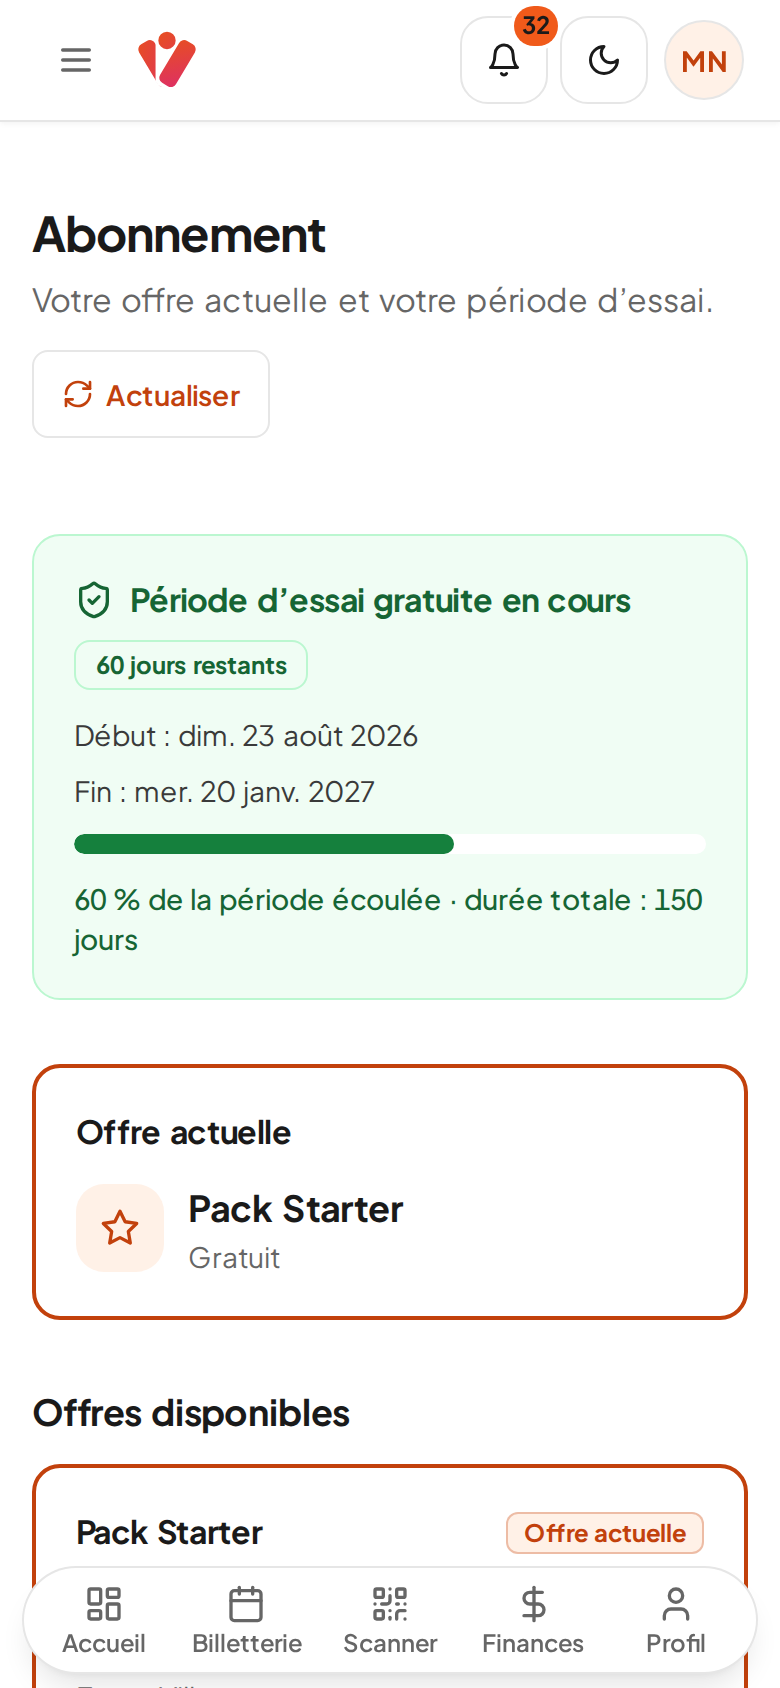 32
MN
Abonnement
Votre offre actuelle et votre période d’essai.
Actualiser
Période d’essai gratuite en cours
60 jours restants
Début : dim. 23 août 2026
Fin : mer. 20 janv. 2027
60 % de la période écoulée · durée totale : 150
jours
Offre actuelle
Pack Starter
Gratuit
Offres disponibles
Pack Starter
Offre actuelle
Accueil
Billetterie
Scanner
Finances
Profil